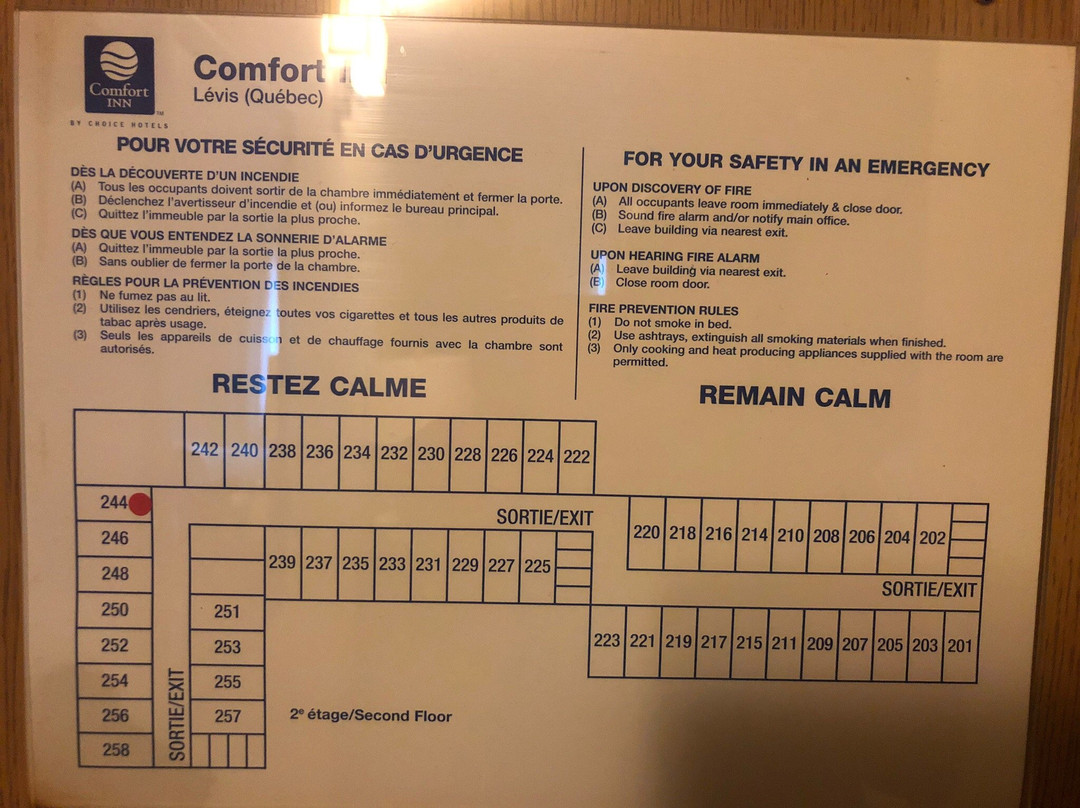 Comfort
INN
™
BY CHOICE HOTELS
Comfort
Lévis (Québec)
POUR VOTRE SÉCURITÉ EN CAS D'URGENCE
DÈS LA DÉCOUVERTE D'UN INCENDIE
(A) Tous les occupants doivent sortir de la chambre immédiatement et fermer la porte.
(B) Déclenchez l'avertisseur d'incendie et (ou) informez le bureau principal.
(C) Quittez l'immeuble par la sortie la plus proche.
DÈS QUE VOUS ENTENDEZ LA SONNERIE D'ALARME
(A) Quittez l'immeuble par la sortie la plus proche.
(B) Sans oublier de fermer la porte de la chambre.
RÈGLES POUR LA PRÉVENTION DES INCENDIES
(1) Ne fumez pas au lit.
(2) Utilisez les cendriers, éteignez toutes vos cigarettes et tous les autres produits de
tabac après usage.
(3) Seuls les appareils de cuisson et de chauffage fournis avec la chambre sont
autorisés.
RESTEZ CALME
FOR YOUR SAFETY IN AN EMERGENCY
UPON DISCOVERY OF FIRE
(A) All occupants leave room immediately & close door.
(B) Sound fire alarm and/or notify main office.
(C) Leave building via nearest exit.
UPON HEARING FIRE ALARM
(A) Leave building via nearest exit.
(B) Close room door.
FIRE PREVENTION RULES
(1) Do not smoke in bed.
(2) Use ashtrays, extinguish all smoking materials when finished.
(3) Only cooking and heat producing appliances supplied with the room are
permitted.
REMAIN CALM
242 240 238 236 234 232 230 228 226 224 222
244
246
248
250
252
254
256
258
SORTIE/EXIT
220 218 216 214 210 208 206 204 202
239 237 235 233 231 229 227 225
SORTIE/EXIT
251
253
255
257
223 221 219 217 215 211 209 207 205 203 201
SORTIE/EXIT
2e étage/Second Floor